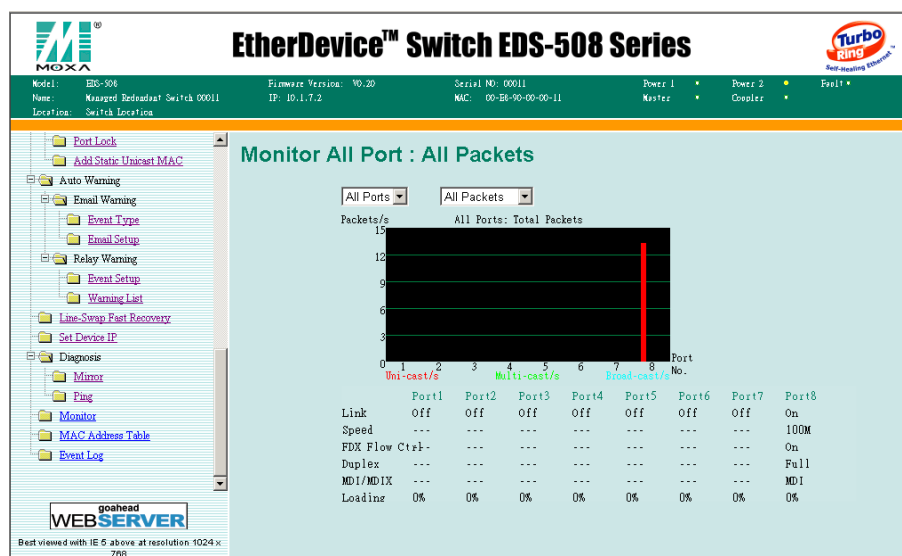 MOXA
®
EtherDevice™ Switch EDS-508 Series
Turbo Ring
Self-Healing Ethernet
Model: EDS-508 Firmware Version: V0.20 Serial NO: 00011 Power 1 Power 2 Fault
Name: Managed Redundant Switch 00011 IP: 10.1.7.2 MAC: 00-E6-90-00-00-11 Master Coupler
Location: Switch Location
Port Lock
Add Static Unicast MAC
Auto Warning
Email Warning
Event Type
Email Setup
Relay Warning
Event Setup
Warning List
Line-Swap Fast Recovery
Set Device IP
Diagnosis
Mirror
Ping
Monitor
MAC Address Table
Event Log
goahead
WEBSERVER
Best viewed with IE 5 above at resolution 1024 x
768
Monitor All Port : All Packets
All Ports All Packets
Packets/s All Ports: Total Packets
15
12
9
6
3
0 1 2 3 4 5 6 7 8 Port No.
Uni-cast/s Multi-cast/s Broad-cast/s
Port1 Port2 Port3 Port4 Port5 Port6 Port7 Port8
Link Off Off Off Off Off Off Off On
Speed --- --- --- --- --- --- --- 100M
FDX Flow Ctrl --- --- --- --- --- --- --- On
Duplex --- --- --- --- --- --- --- Full
MDI/MDIX --- --- --- --- --- --- --- MDI
Loading 0% 0% 0% 0% 0% 0% 0% 0%